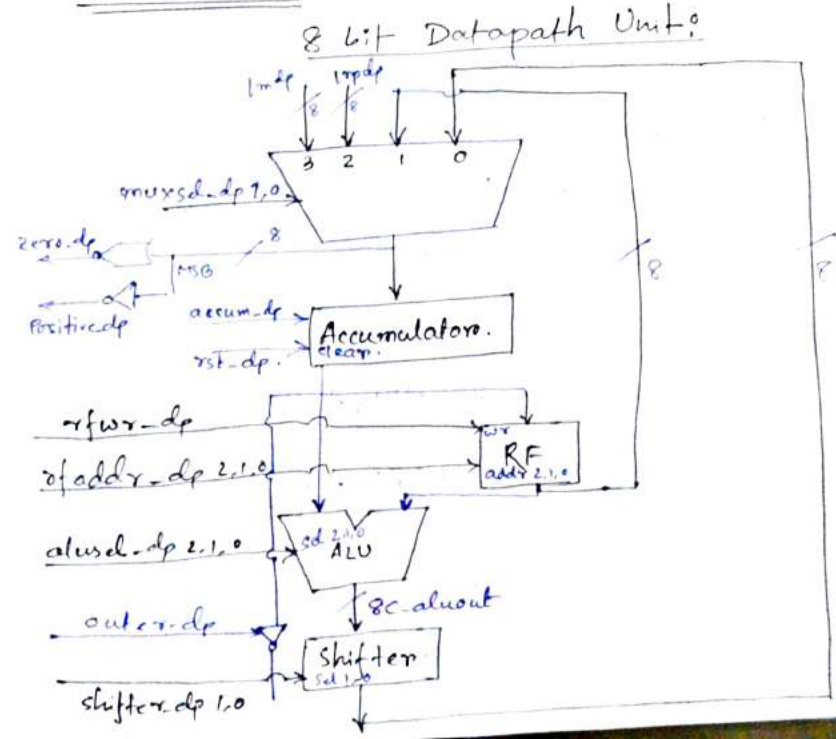 8 bit Datapath Unit:
Imdp
Irpdp
8
8
3 2 1 0
muxsel-dp 1,0
zero.dp
8
MSB
Positive.dp
accum-dp
Accumulator.
clear.
rst-dp.
8
8
rfwr-dp
wr
RF
rfaddr-dp 2,1,0
addr 2,1,0
sel 2,1,0
alusel-dp 2,1,0
ALU
8 C-aluout
outer-dp
Shifter
Sel 1,0
shifter-dp 1,0